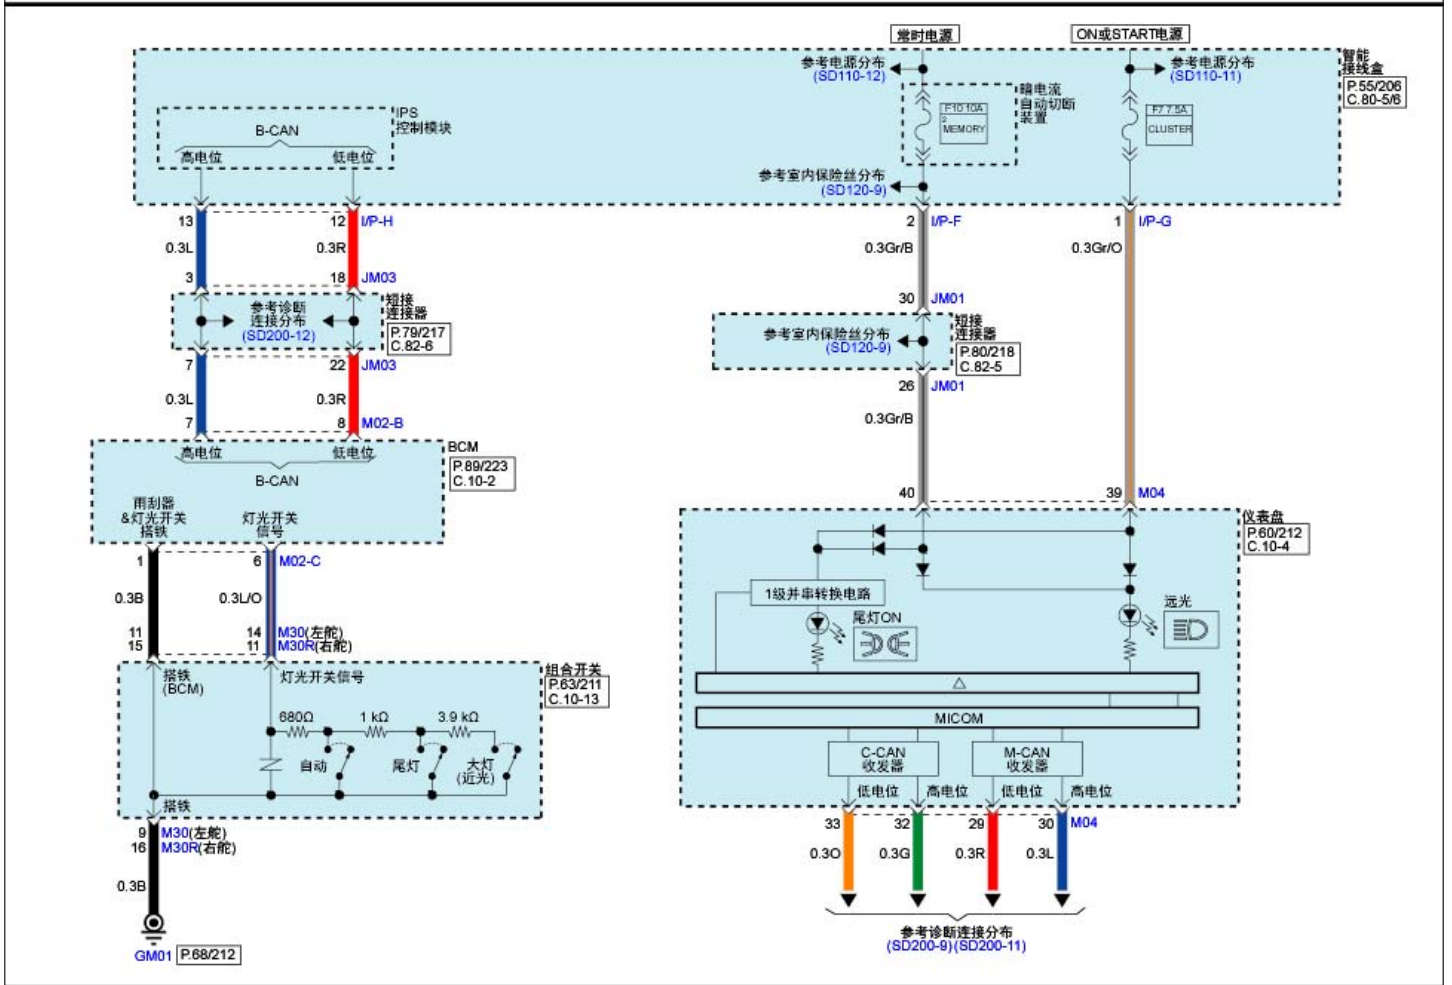 常时电源
ON或START电源
智能
接线盒
P.55/206
C.80-5/6
参考电源分布
(SD110-12)
参考电源分布
(SD110-11)
暗电流
自动切断
装置
F10 10A
2
MEMORY
F7 7.5A
CLUSTER
IPS
控制模块
B-CAN
高电位
低电位
参考室内保险丝分布
(SD120-9)
13
12
I/P-H
2
I/P-F
1
I/P-G
0.3L
0.3R
0.3Gr/B
0.3Gr/O
3
18
JM03
30
JM01
参考诊断
连接分布
(SD200-12)
短接
连接器
P.79/217
C.82-6
参考室内保险丝分布
(SD120-9)
短接
连接器
P.80/218
C.82-5
7
22
JM03
26
JM01
0.3L
0.3R
0.3Gr/B
7
8
M02-B
BCM
P.89/223
C.10-2
高电位
低电位
B-CAN
雨刮器
&灯光开关
搭铁
灯光开关
信号
40
39
M04
仪表盘
P.60/212
C.10-4
1
6
M02-C
0.3B
0.3L/O
11
14
M30(左舵)
15
11
M30R(右舵)
1级并串转换电路
尾灯ON
远光
搭铁
(BCM)
灯光开关信号
组合开关
P.63/211
C.10-13
680Ω
1 kΩ
3.9 kΩ
自动
尾灯
大灯
(近光)
搭铁
MICOM
C-CAN
收发器
M-CAN
收发器
低电位
高电位
低电位
高电位
9
M30(左舵)
16
M30R(右舵)
33
32
29
30
M04
0.3O
0.3G
0.3R
0.3L
0.3B
GM01
P.68/212
参考诊断连接分布
(SD200-9)(SD200-11)